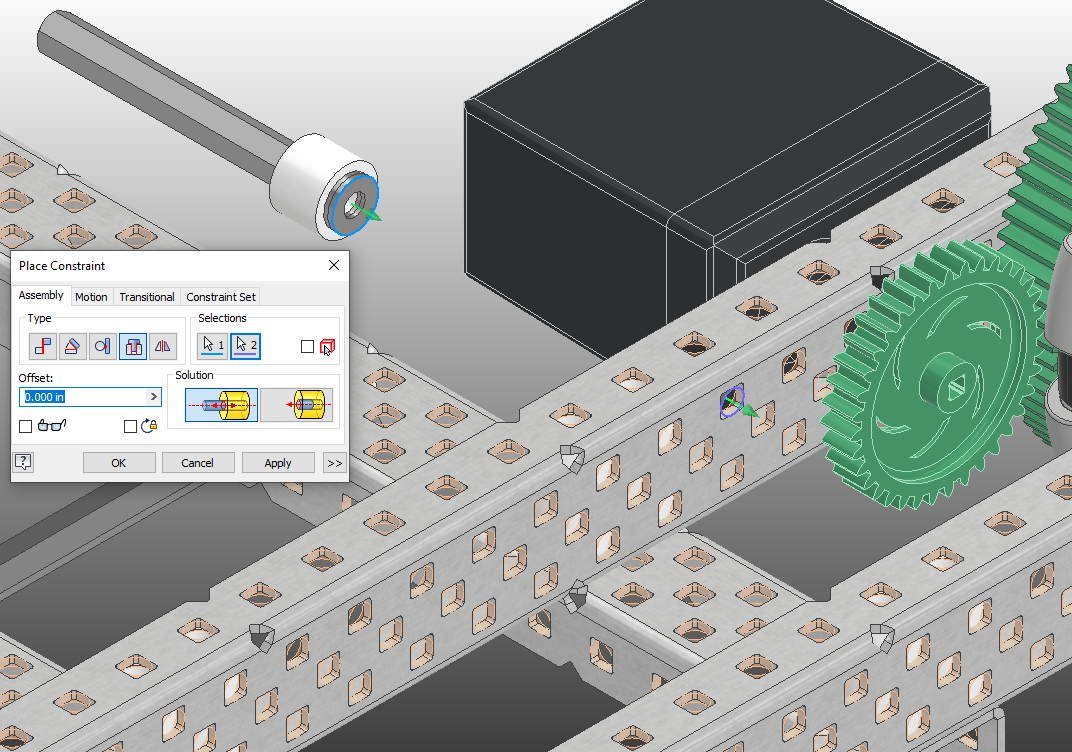 Place Constraint
Assembly Motion Transitional Constraint Set
Type Selections
1 2
Offset: Solution
0.000 in >
?
OK Cancel Apply >>